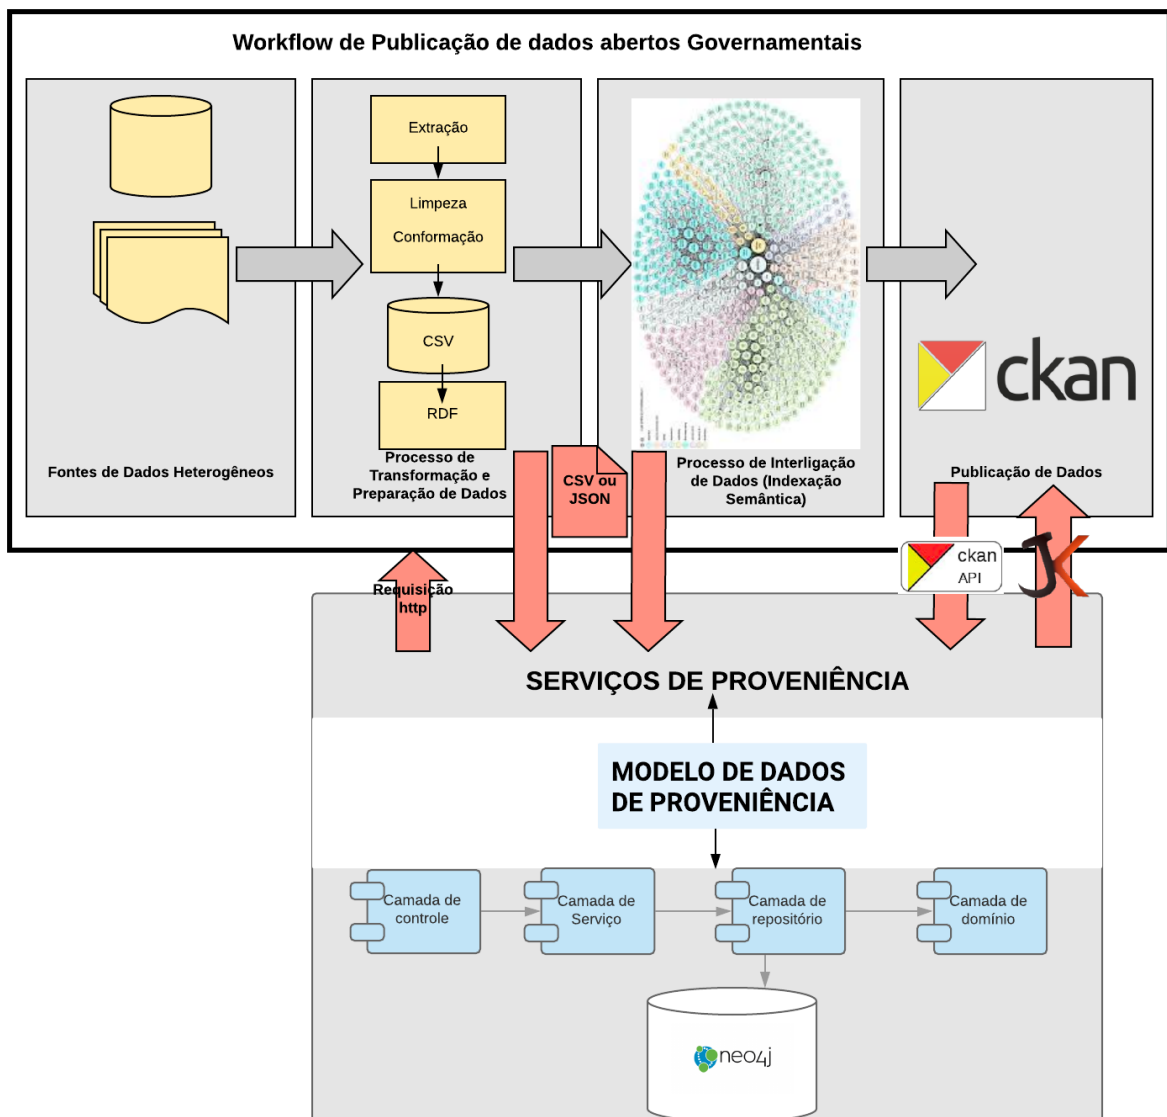 Workflow de Publicação de dados abertos Governamentais
Extração
Limpeza
Conformação
CSV
RDF
ckan
Fontes de Dados Heterogêneos
Processo de
Transformação e
Preparação de Dados
CSV ou
JSON
Processo de Interligação
de Dados (Indexação
Semântica)
Publicação de Dados
Requisição
http
ckan
API
JK
SERVIÇOS DE PROVENIÊNCIA
MODELO DE DADOS
DE PROVENIÊNCIA
Camada de
controle
Camada de
Serviço
Camada de
repositório
Camada de
domínio
neo4j